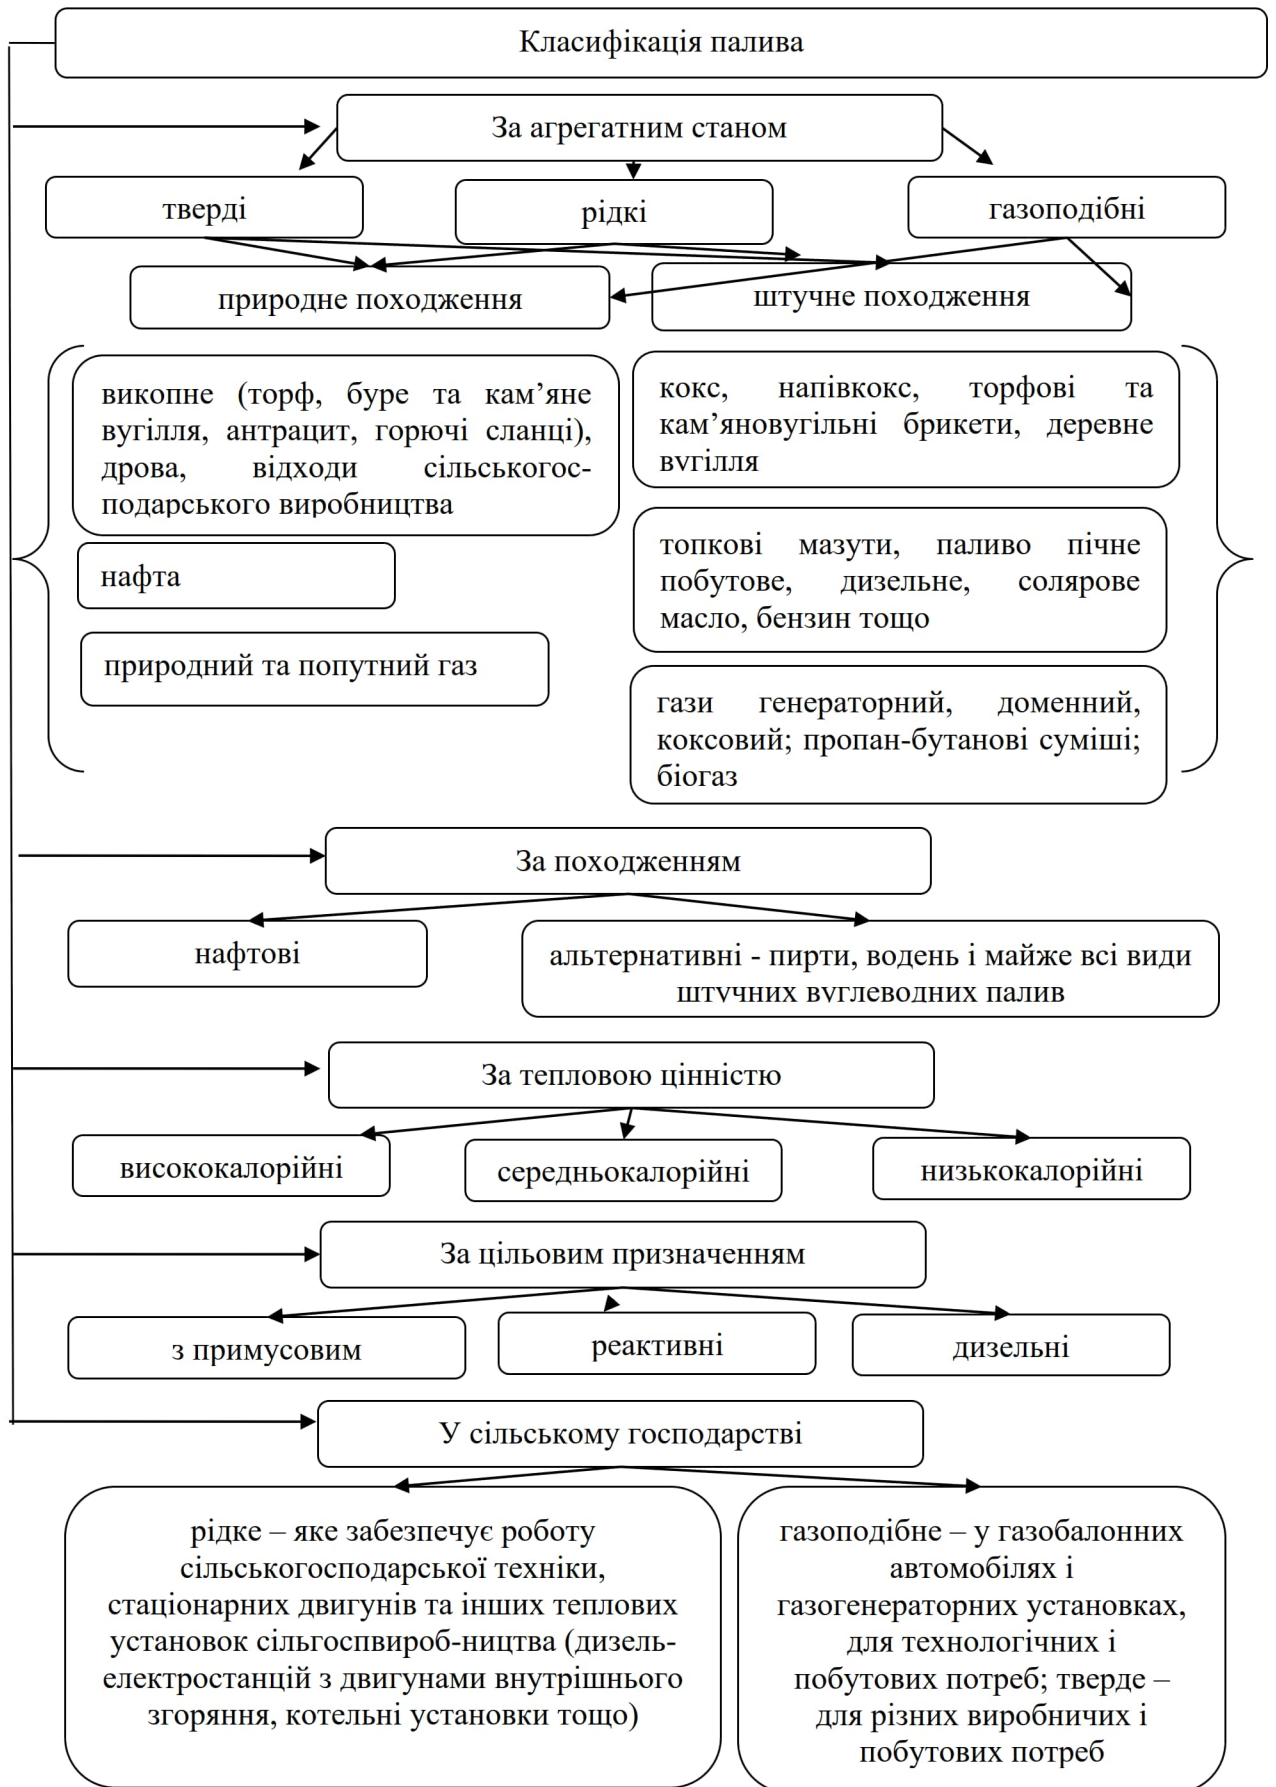 Класифікація палива
За агрегатним станом
тверді
рідкі
газоподібні
природне походження
штучне походження
викопне (торф, буре та кам’яне
вугілля, антрацит, горючі сланці),
дрова, відходи сільськогос-
подарського виробництва
нафта
природний та попутний газ
кокс, напівкокс, торфові та
кам’яновугільні брикети, деревне
вугілля
топкові мазути, паливо пічне
побутове, дизельне, солярове
масло, бензин тощо
гази генераторний, доменний,
коксовий; пропан-бутанові суміші;
біогаз
За походженням
нафтові
альтернативні - пирти, водень і майже всі види
штучних вуглеводних палив
За тепловою цінністю
висококалорійні
середньокалорійні
низькокалорійні
За цільовим призначенням
з примусовим
реактивні
дизельні
У сільському господарстві
рідке – яке забезпечує роботу
сільськогосподарської техніки,
стаціонарних двигунів та інших теплових
установок сільгоспвироб-ництва (дизель-
електростанцій з двигунами внутрішнього
згоряння, котельні установки тощо)
газоподібне – у газобалонних
автомобілях і
газогенераторних установках,
для технологічних і
побутових потреб; тверде –
для різних виробничих і
побутових потреб